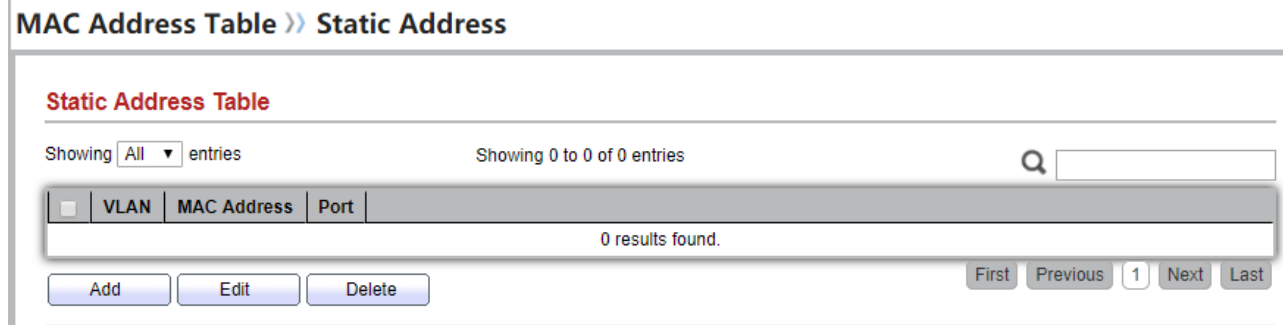 MAC Address Table » Static Address
Static Address Table
Showing All entries Showing 0 to 0 of 0 entries
VLAN MAC Address Port
0 results found.
Add Edit Delete First Previous 1 Next Last